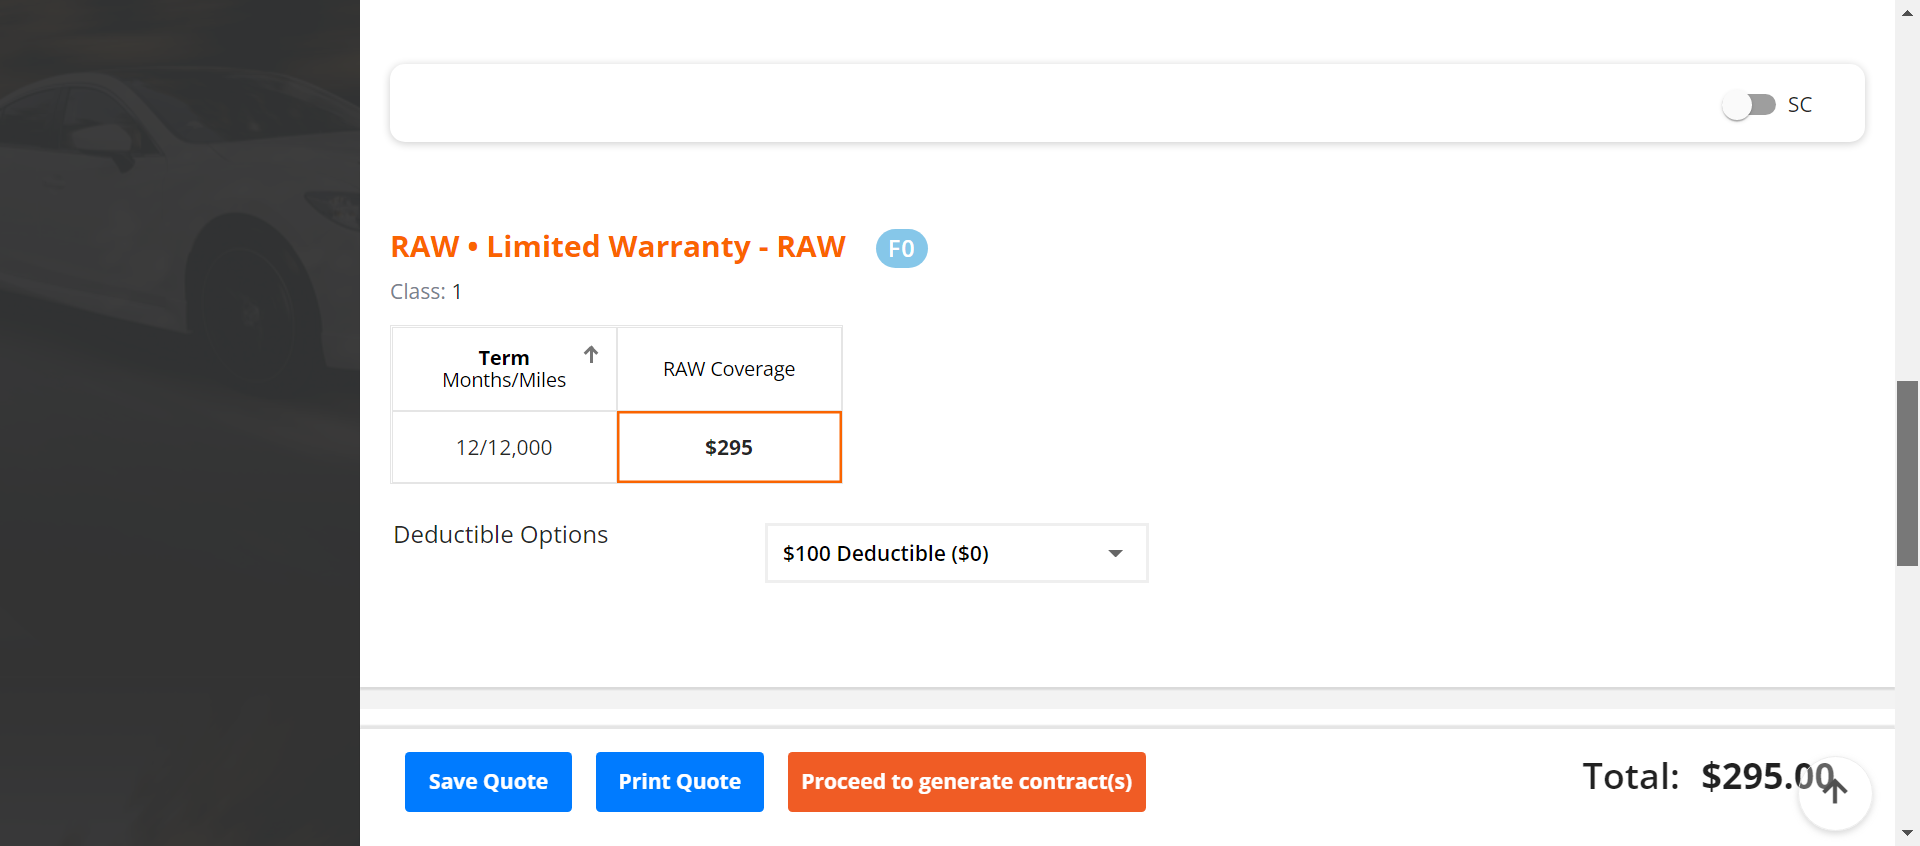 SC
RAW • Limited Warranty - RAW F0
Class: 1
Term
Months/Miles
RAW Coverage
12/12,000
$295
Deductible Options
$100 Deductible ($0)
Save Quote
Print Quote
Proceed to generate contract(s)
Total: $295.00